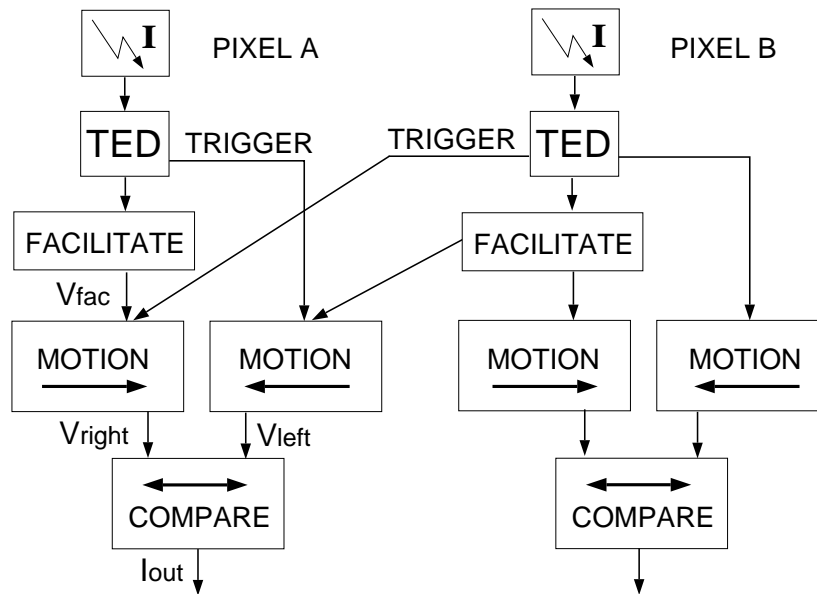 I PIXEL A I PIXEL B
TED TRIGGER TRIGGER TED
FACILITATE FACILITATE
Vfac
MOTION MOTION MOTION MOTION
Vright Vleft
COMPARE COMPARE
Iout